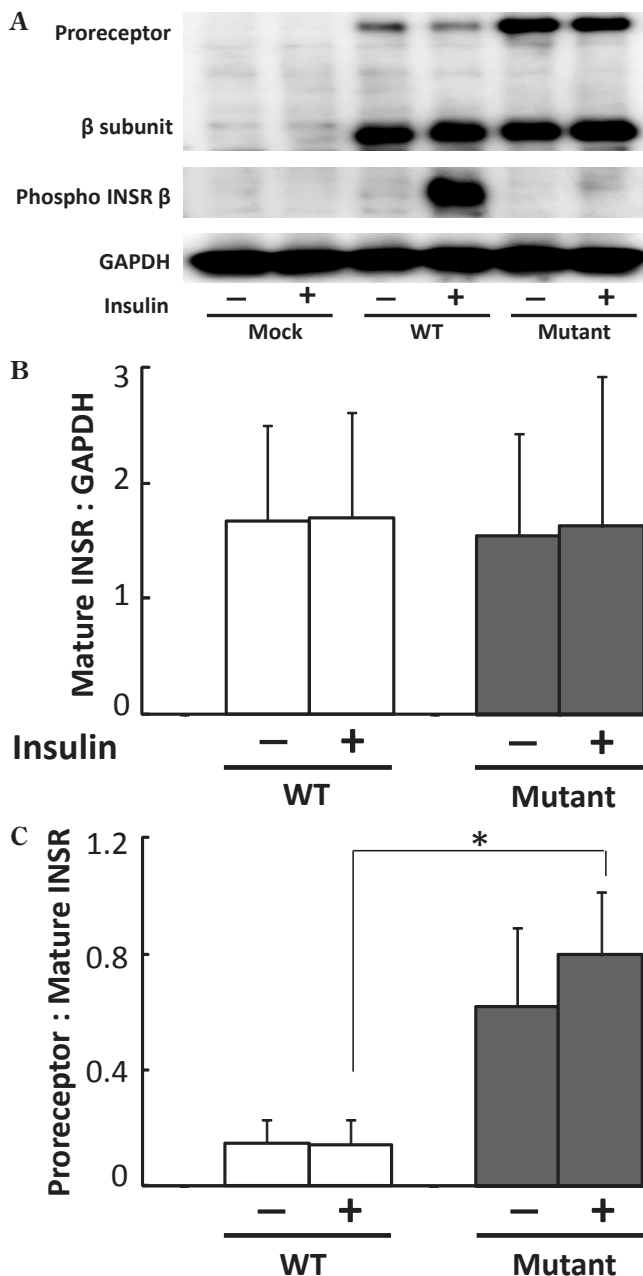 A
Proreceptor
β subunit
Phospho INSR β
GAPDH
Insulin – + – + – +
Mock WT Mutant
B
Mature INSR : GAPDH
3
2
1
0
Insulin – + – +
WT Mutant
C
Proreceptor : Mature INSR
1.2
*
0.8
0.4
0
– + – +
WT Mutant